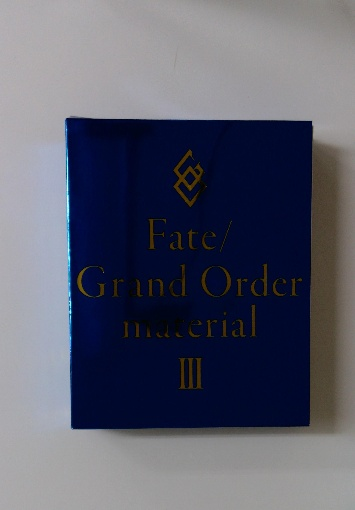 Fate/
Grand Order
material
III